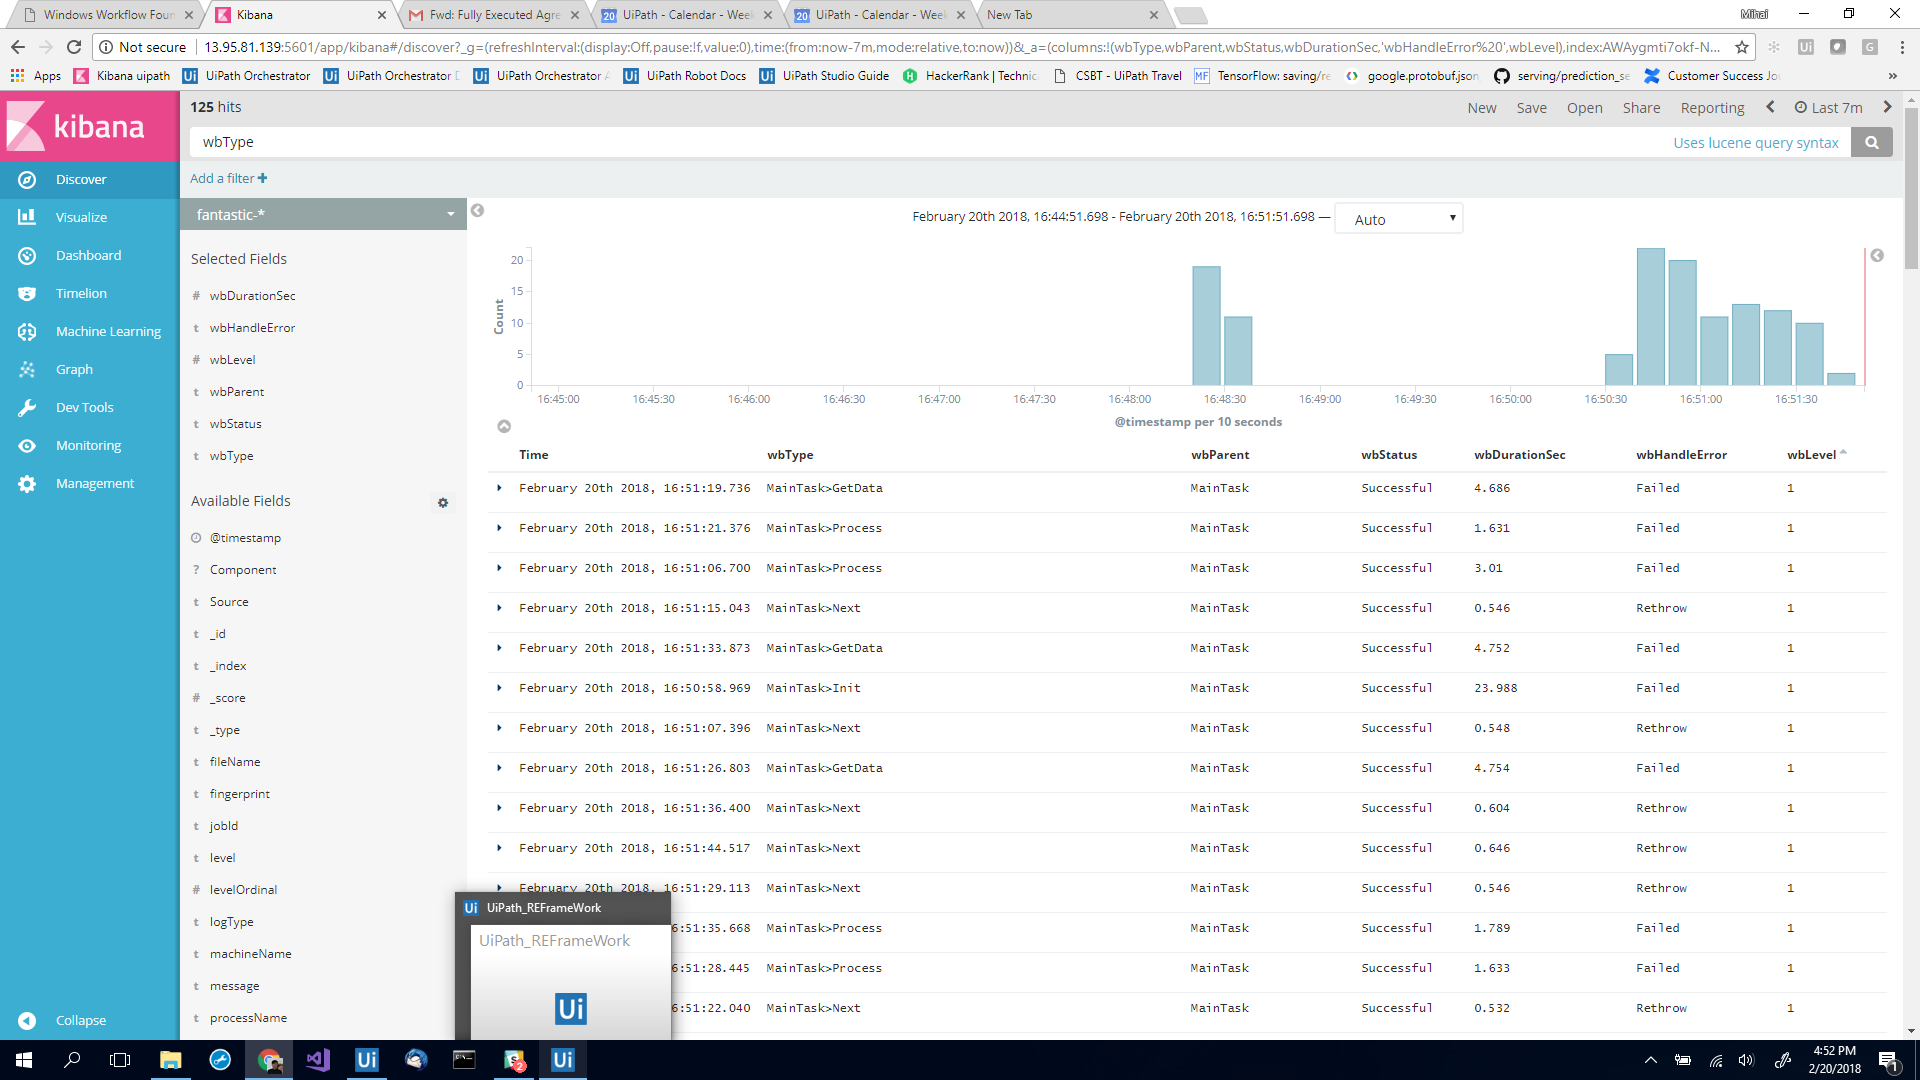 Windows Workflow Foun
Kibana
Fwd: Fully Executed Agre
UiPath - Calendar - Week
UiPath - Calendar - Week
New Tab
Mihai
Not secure
13.95.81.139:5601/app/kibana#/discover?_g=(refreshInterval:(display:Off,pause:!f,value:0),time:(from:now-7m,mode:relative,to:now))&_a=(columns:!(wbType,wbParent,wbStatus,wbDurationSec,'wbHandleError%20',wbLevel),index:AWAygmti7okf-N...
Apps
Kibana uipath
UiPath Orchestrator
UiPath Orchestrator D
UiPath Orchestrator A
UiPath Robot Docs
UiPath Studio Guide
HackerRank | Technic
CSBT - UiPath Travel
TensorFlow: saving/re
google.protobuf.json
serving/prediction_se
Customer Success Jou
»
kibana
125 hits
New Save Open Share Reporting Last 7m
wbType
Uses lucene query syntax
Add a filter +
Discover
Visualize
Dashboard
Timelion
Machine Learning
Graph
Dev Tools
Monitoring
Management
Collapse
fantastic-*
Selected Fields
# wbDurationSec
t wbHandleError
# wbLevel
t wbParent
t wbStatus
t wbType
Available Fields
@timestamp
? Component
t Source
t _id
t _index
# _score
t _type
t fileName
t fingerprint
t jobId
t level
# levelOrdinal
t logType
t machineName
t message
t processName
February 20th 2018, 16:44:51.698 - February 20th 2018, 16:51:51.698 —
Auto
Count
20
15
10
5
0
16:45:00 16:45:30 16:46:00 16:46:30 16:47:00 16:47:30 16:48:00 16:48:30 16:49:00 16:49:30 16:50:00 16:50:30 16:51:00 16:51:30
@timestamp per 10 seconds
Time wbType wbParent wbStatus wbDurationSec wbHandleError wbLevel
February 20th 2018, 16:51:19.736 MainTask>GetData MainTask Successful 4.686 Failed 1
February 20th 2018, 16:51:21.376 MainTask>Process MainTask Successful 1.631 Failed 1
February 20th 2018, 16:51:06.700 MainTask>Process MainTask Successful 3.01 Failed 1
February 20th 2018, 16:51:15.043 MainTask>Next MainTask Successful 0.546 Rethrow 1
February 20th 2018, 16:51:33.873 MainTask>GetData MainTask Successful 4.752 Failed 1
February 20th 2018, 16:50:58.969 MainTask>Init MainTask Successful 23.988 Failed 1
February 20th 2018, 16:51:07.396 MainTask>Next MainTask Successful 0.548 Rethrow 1
February 20th 2018, 16:51:26.803 MainTask>GetData MainTask Successful 4.754 Failed 1
February 20th 2018, 16:51:36.400 MainTask>Next MainTask Successful 0.604 Rethrow 1
February 20th 2018, 16:51:44.517 MainTask>Next MainTask Successful 0.646 Rethrow 1
February 20th 2018, 16:51:29.113 MainTask>Next MainTask Successful 0.546 Rethrow 1
6:51:35.668 MainTask>Process MainTask Successful 1.789 Failed 1
6:51:28.445 MainTask>Process MainTask Successful 1.633 Failed 1
6:51:22.040 MainTask>Next MainTask Successful 0.532 Rethrow 1
Ui UiPath_REFrameWork
UiPath_REFrameWork
Ui
Ui
Ui
2
4:52 PM
2/20/2018
1